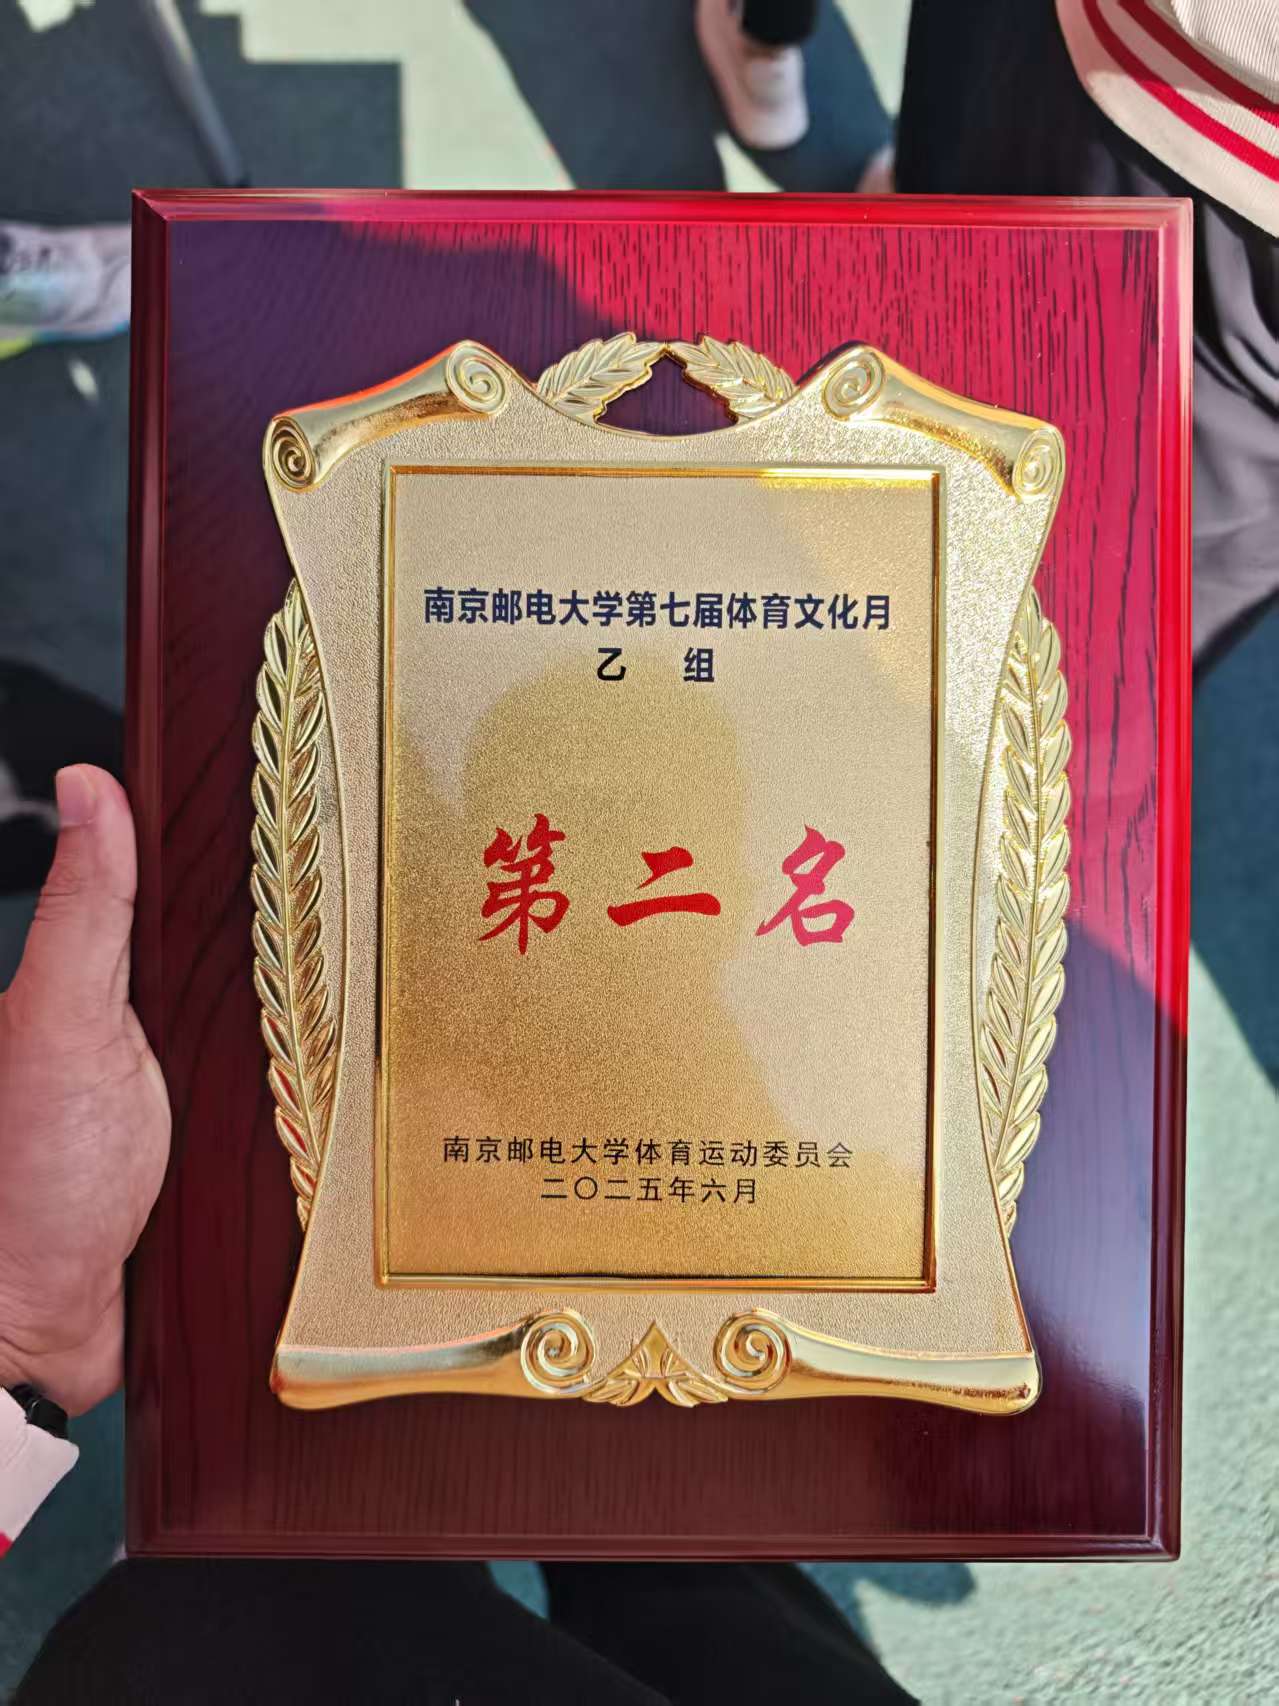 南京邮电大学第七届体育文化月
乙 组
第二名
南京邮电大学体育运动委员会
二〇二五年六月